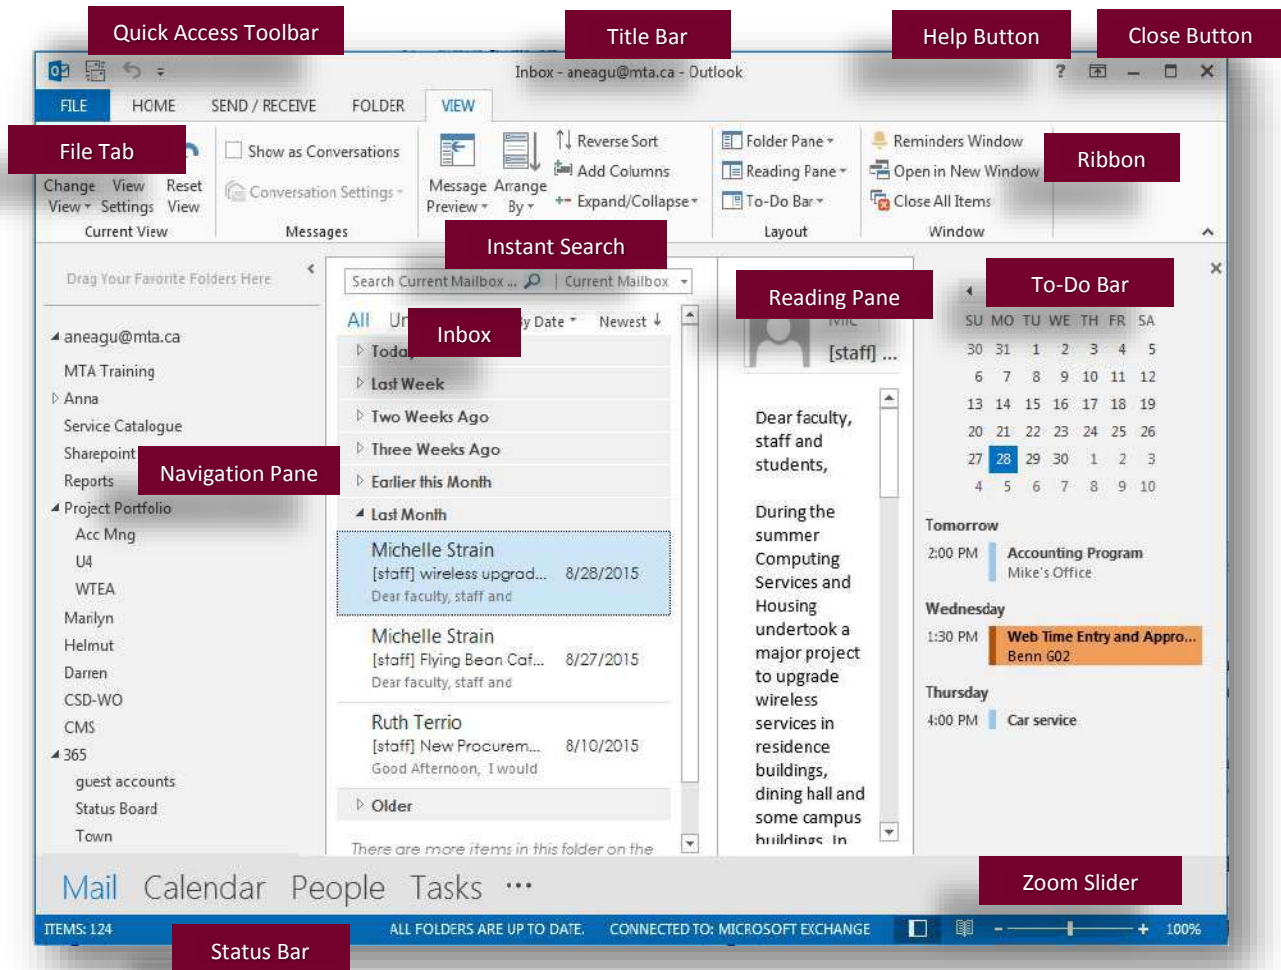 Quick Access Toolbar
Title Bar
Help Button
Close Button
Inbox - aneagu@mta.ca - Outlook
?
FILE HOME SEND / RECEIVE FOLDER VIEW
File Tab
Change View
View Settings
Reset View
Current View
Show as Conversations
Conversation Settings
Messages
Message Preview
Arrange By
Reverse Sort
Add Columns
Expand/Collapse
Folder Pane
Reading Pane
To-Do Bar
Layout
Reminders Window
Open in New Window
Close All Items
Window
Ribbon
Instant Search
Drag Your Favorite Folders Here
aneagu@mta.ca
MTA Training
Anna
Service Catalogue
Sharepoint
Reports
Navigation Pane
Project Portfolio
Acc Mng
U4
WTEA
Marilyn
Helmut
Darren
CSD-WO
CMS
365
guest accounts
Status Board
Town
Search Current Mailbox ... Current Mailbox
All Un By Date Newest ↓
Inbox
Today
Last Week
Two Weeks Ago
Three Weeks Ago
Earlier this Month
Last Month
Michelle Strain
[staff] wireless upgrad... 8/28/2015
Dear faculty, staff and
Michelle Strain
[staff] Flying Bean Caf... 8/27/2015
Dear faculty, staff and
Ruth Terrio
[staff] New Procurem... 8/10/2015
Good Afternoon, I would
Older
There are more items in this folder on the
Reading Pane
Mic
[staff] ...
Dear faculty,
staff and
students,
During the
summer
Computing
Services and
Housing
undertook a
major project
to upgrade
wireless
services in
residence
buildings,
dining hall and
some campus
buildings. In
To-Do Bar
SU MO TU WE TH FR SA
30 31 1 2 3 4 5
6 7 8 9 10 11 12
13 14 15 16 17 18 19
20 21 22 23 24 25 26
27 28 29 30 1 2 3
4 5 6 7 8 9 10
Tomorrow
2:00 PM Accounting Program
Mike's Office
Wednesday
1:30 PM Web Time Entry and Appro...
Benn G02
Thursday
4:00 PM Car service
Mail Calendar People Tasks ...
Zoom Slider
ITEMS: 124 ALL FOLDERS ARE UP TO DATE. CONNECTED TO: MICROSOFT EXCHANGE - + 100%
Status Bar